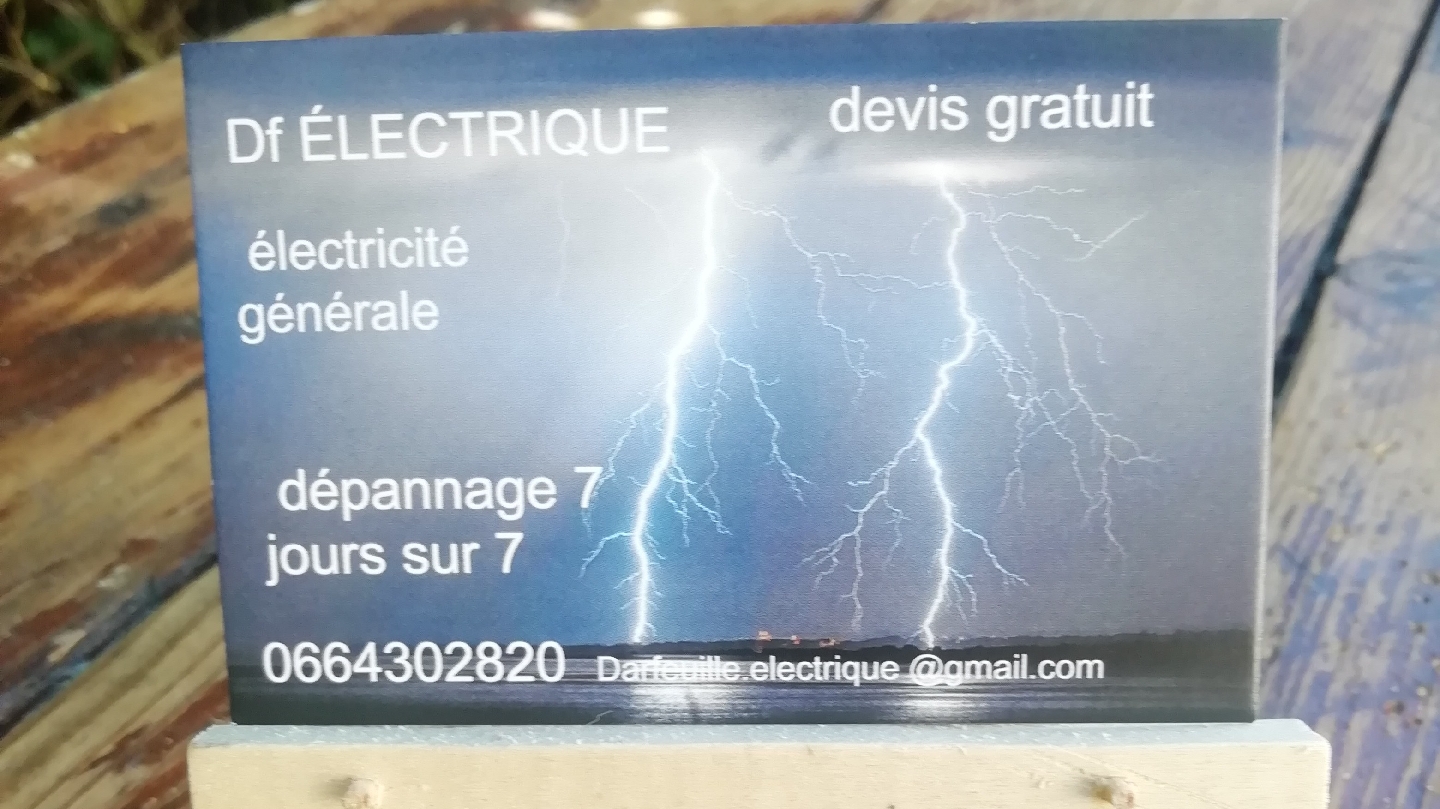 Df ÉLECTRIQUE
devis gratuit
électricité
générale
dépannage 7
jours sur 7
0664302820
Darfeuille.electrique @gmail.com